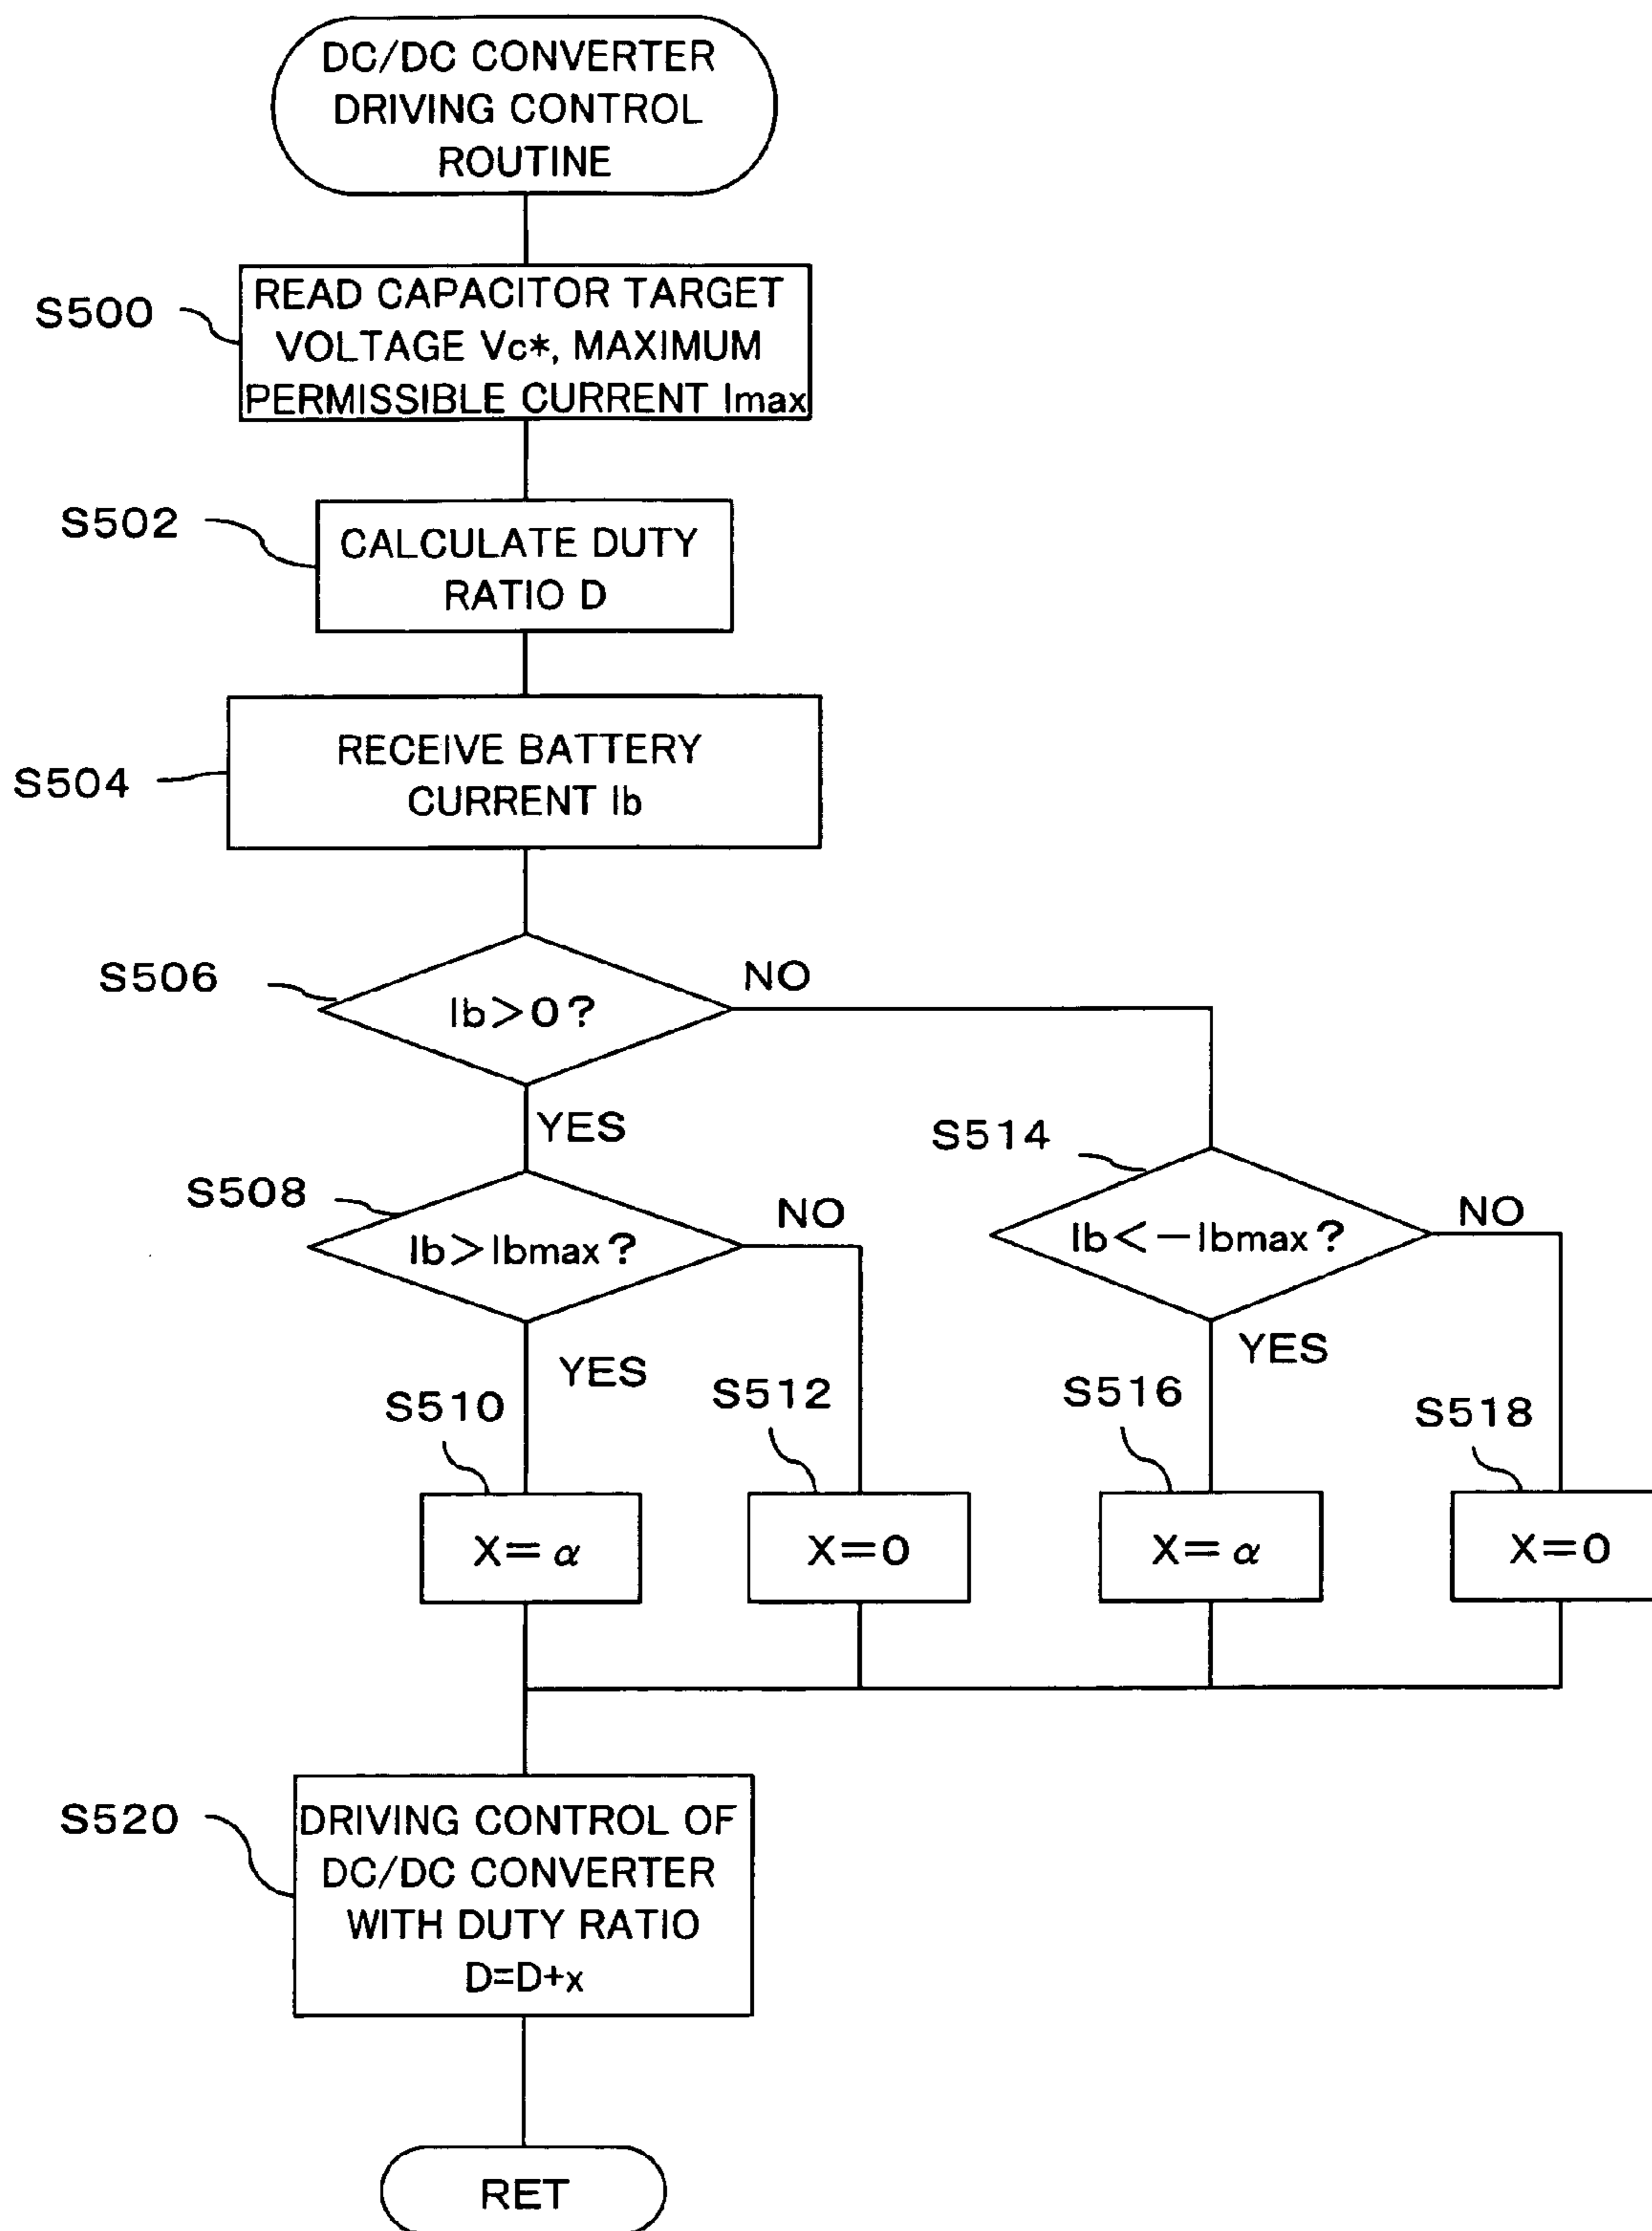 DC/DC CONVERTER
DRIVING CONTROL
ROUTINE
S500
READ CAPACITOR TARGET
VOLTAGE Vc*, MAXIMUM
PERMISSIBLE CURRENT Imax
S502
CALCULATE DUTY
RATIO D
S504
RECEIVE BATTERY
CURRENT Ib
S506
Ib>0?
NO
YES
S508
Ib>Ibmax?
NO
YES
S514
Ib<-Ibmax?
NO
YES
S510
X=α
S512
X=0
S516
X=α
S518
X=0
S520
DRIVING CONTROL OF
DC/DC CONVERTER
WITH DUTY RATIO
D=D+x
RET